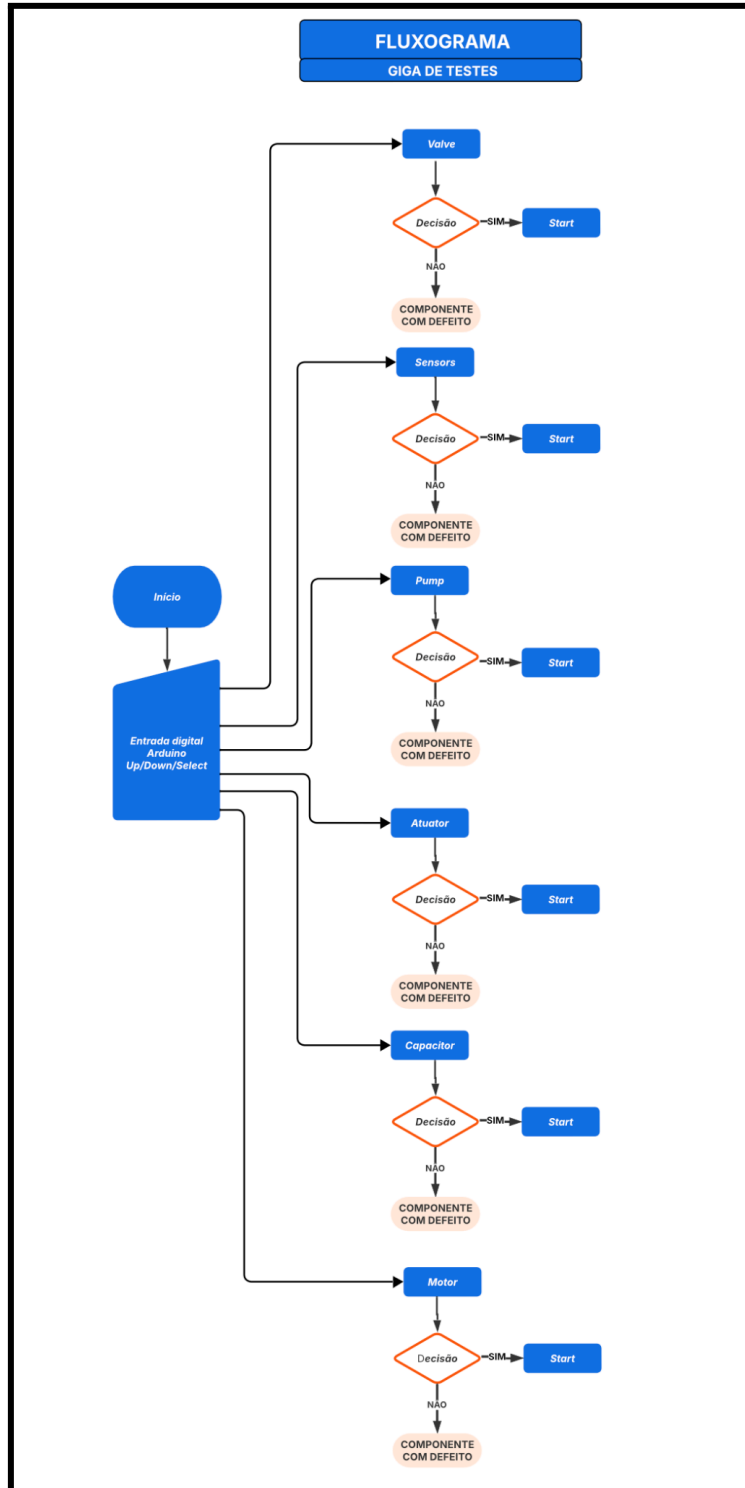 FLUXOGRAMA
GIGA DE TESTES
Valve
Decisão
SIM
Start
NÃO
COMPONENTE
COM DEFEITO
Sensors
Decisão
SIM
Start
NÃO
COMPONENTE
COM DEFEITO
Início
Entrada digital
Arduino
Up/Down/Select
Pump
Decisão
SIM
Start
NÃO
COMPONENTE
COM DEFEITO
Atuator
Decisão
SIM
Start
NÃO
COMPONENTE
COM DEFEITO
Capacitor
Decisão
SIM
Start
NÃO
COMPONENTE
COM DEFEITO
Motor
Decisão
SIM
Start
NÃO
COMPONENTE
COM DEFEITO